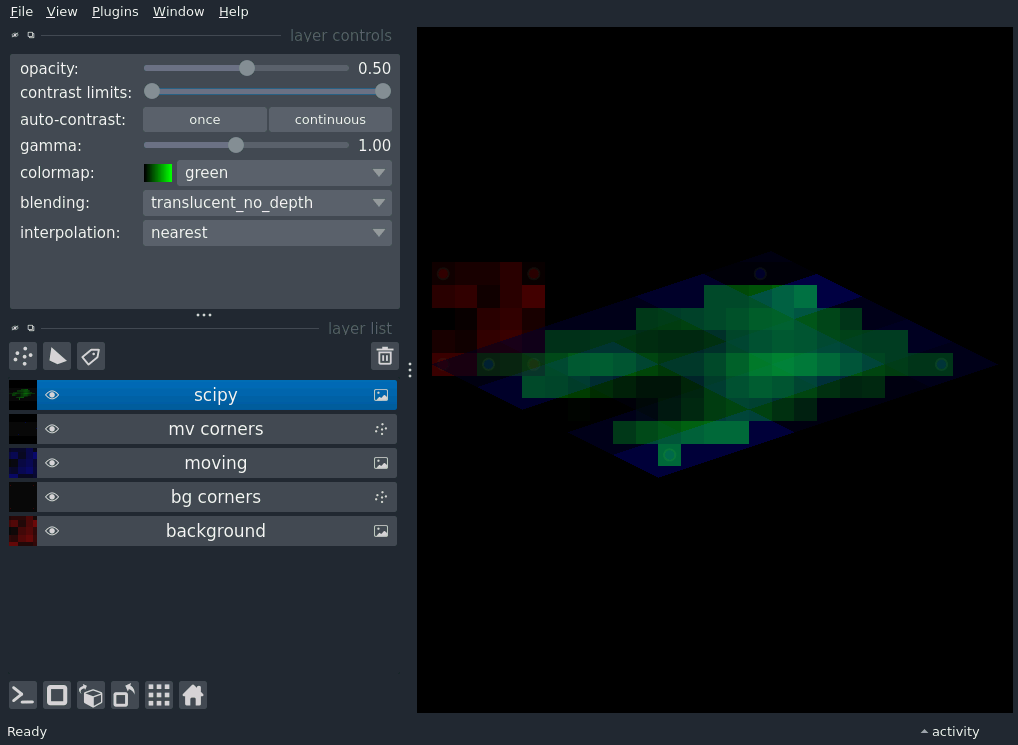 File View Plugins Window Help
layer controls
opacity: 0.50
contrast limits:
auto-contrast: once continuous
gamma: 1.00
colormap: green
blending: translucent_no_depth
interpolation: nearest
layer list
scipy
mv corners
moving
bg corners
background
Ready
activity